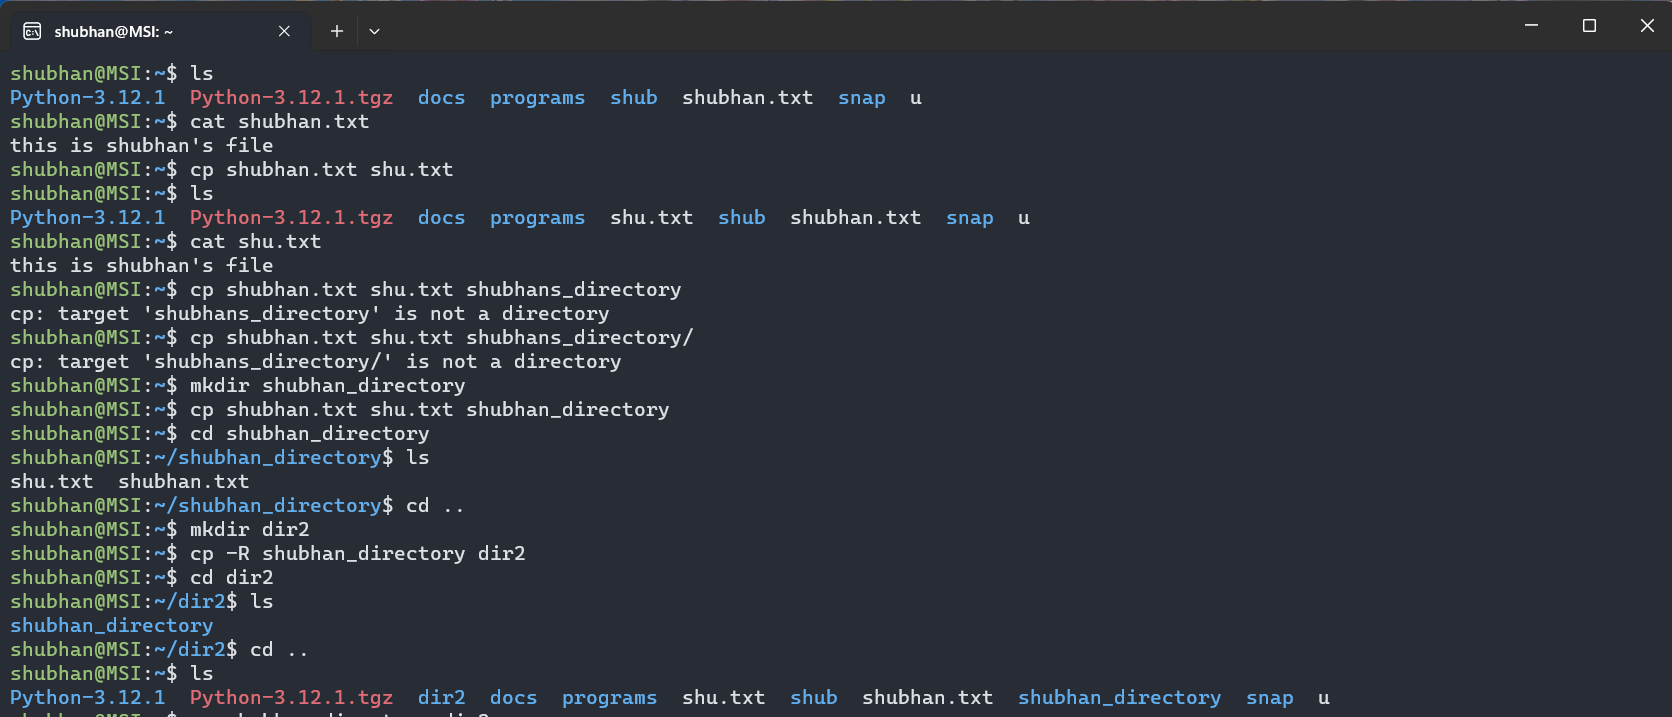 shubhan@MSI: ~
shubhan@MSI:~$ ls
Python-3.12.1  Python-3.12.1.tgz  docs  programs  shub  shubhan.txt  snap  u
shubhan@MSI:~$ cat shubhan.txt
this is shubhan's file
shubhan@MSI:~$ cp shubhan.txt shu.txt
shubhan@MSI:~$ ls
Python-3.12.1  Python-3.12.1.tgz  docs  programs  shu.txt  shub  shubhan.txt  snap  u
shubhan@MSI:~$ cat shu.txt
this is shubhan's file
shubhan@MSI:~$ cp shubhan.txt shu.txt shubhans_directory
cp: target 'shubhans_directory' is not a directory
shubhan@MSI:~$ cp shubhan.txt shu.txt shubhans_directory/
cp: target 'shubhans_directory/' is not a directory
shubhan@MSI:~$ mkdir shubhan_directory
shubhan@MSI:~$ cp shubhan.txt shu.txt shubhan_directory
shubhan@MSI:~$ cd shubhan_directory
shubhan@MSI:~/shubhan_directory$ ls
shu.txt  shubhan.txt
shubhan@MSI:~/shubhan_directory$ cd ..
shubhan@MSI:~$ mkdir dir2
shubhan@MSI:~$ cp -R shubhan_directory dir2
shubhan@MSI:~$ cd dir2
shubhan@MSI:~/dir2$ ls
shubhan_directory
shubhan@MSI:~/dir2$ cd ..
shubhan@MSI:~$ ls
Python-3.12.1  Python-3.12.1.tgz  dir2  docs  programs  shu.txt  shub  shubhan.txt  shubhan_directory  snap  u